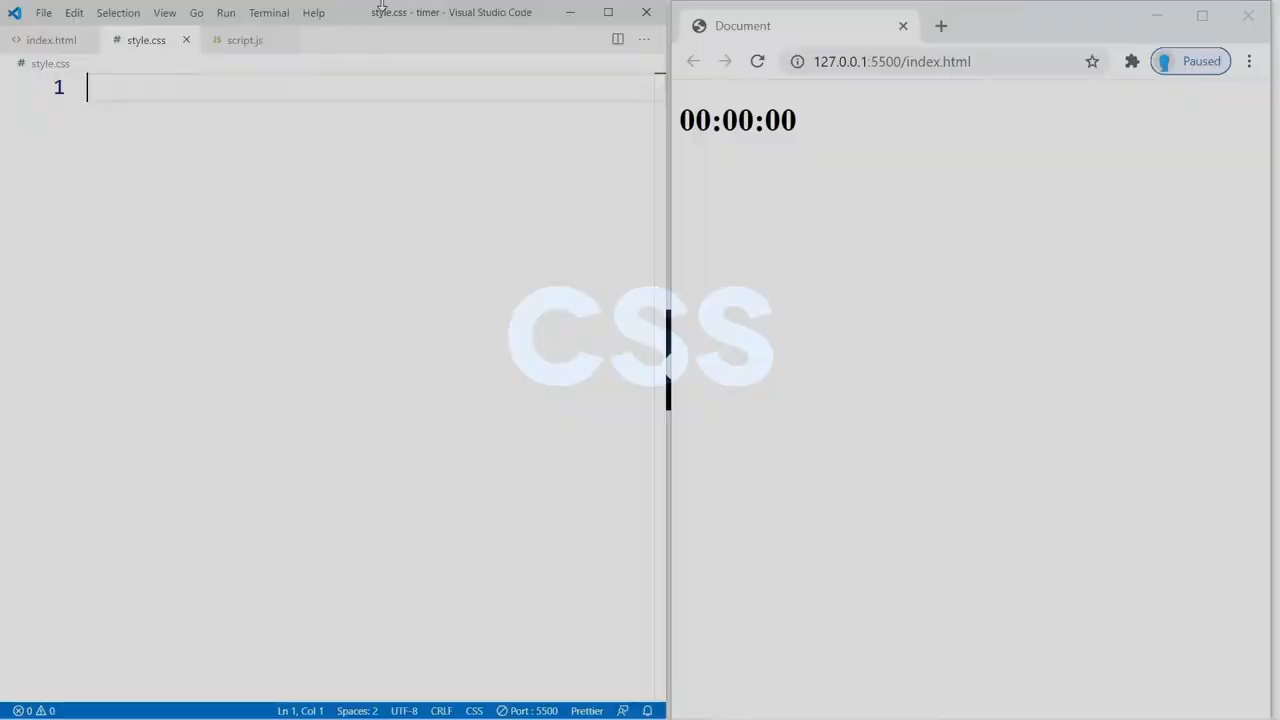 File Edit Selection View Go Run Terminal Help style.css - timer - Visual Studio Code
index.html # style.css JS script.js
# style.css
1
Document
127.0.0.1:5500/index.html Paused
00:00:00
CSS
0 0 Ln 1, Col 1 Spaces: 2 UTF-8 CRLF CSS Port : 5500 Prettier